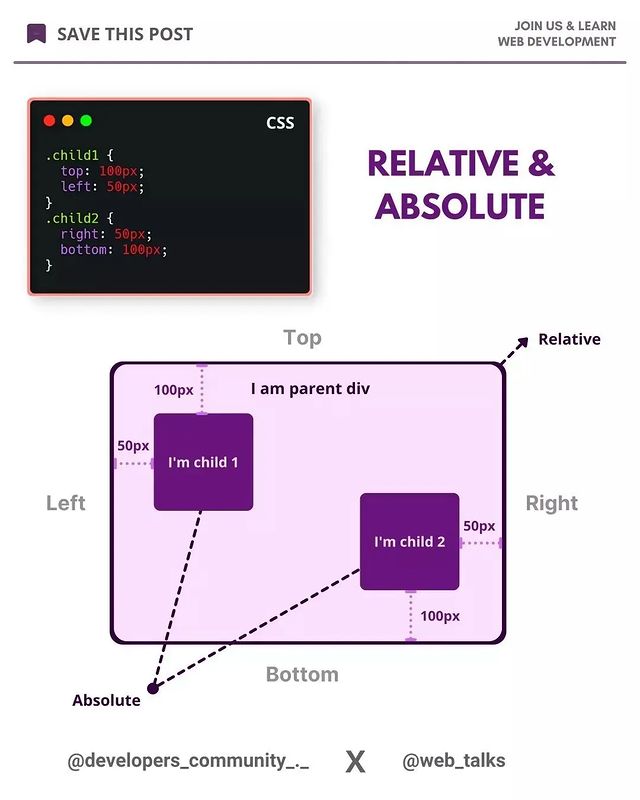 SAVE THIS POST
JOIN US & LEARN
WEB DEVELOPMENT
CSS
.child1 {
  top: 100px;
  left: 50px;
}
.child2 {
  right: 50px;
  bottom: 100px;
}
RELATIVE &
ABSOLUTE
Top
Relative
100px
I am parent div
50px
I'm child 1
Left
Right
50px
I'm child 2
100px
Bottom
Absolute
@developers_community_._
X
@web_talks